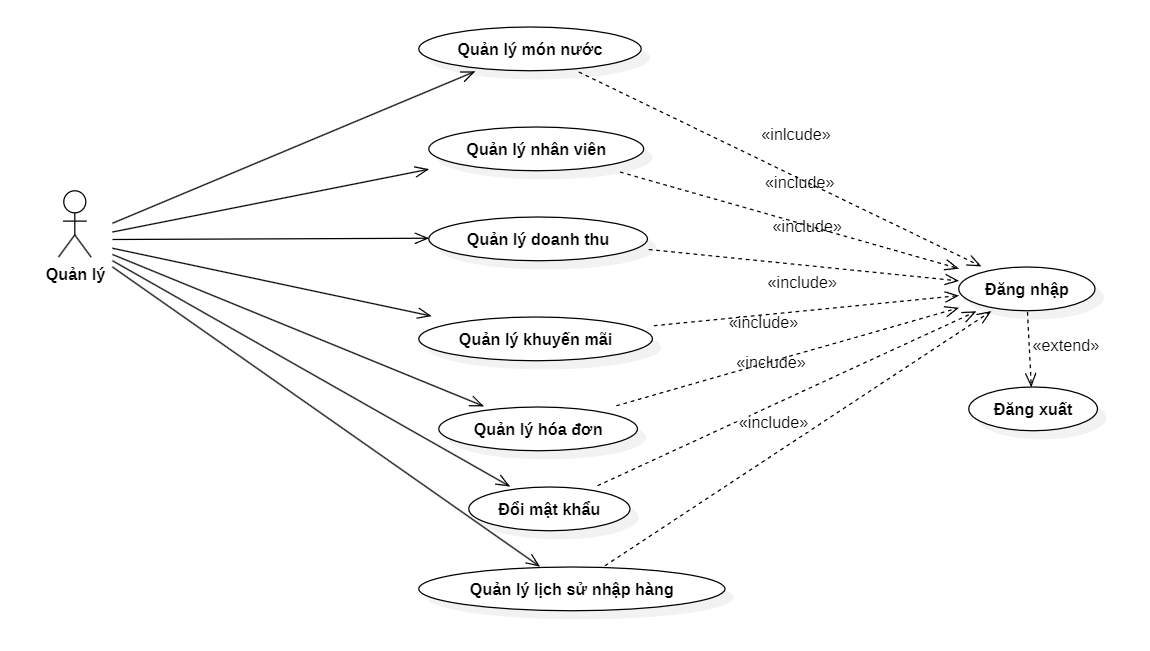 Quản lý món nước
«inlcude»
Quản lý nhân viên
«include»
«include»
Quản lý doanh thu
Quản lý
«include»
Đăng nhập
«include»
Quản lý khuyến mãi
«extend»
«include»
Đăng xuất
«include»
Quản lý hóa đơn
Đổi mật khẩu
Quản lý lịch sử nhập hàng